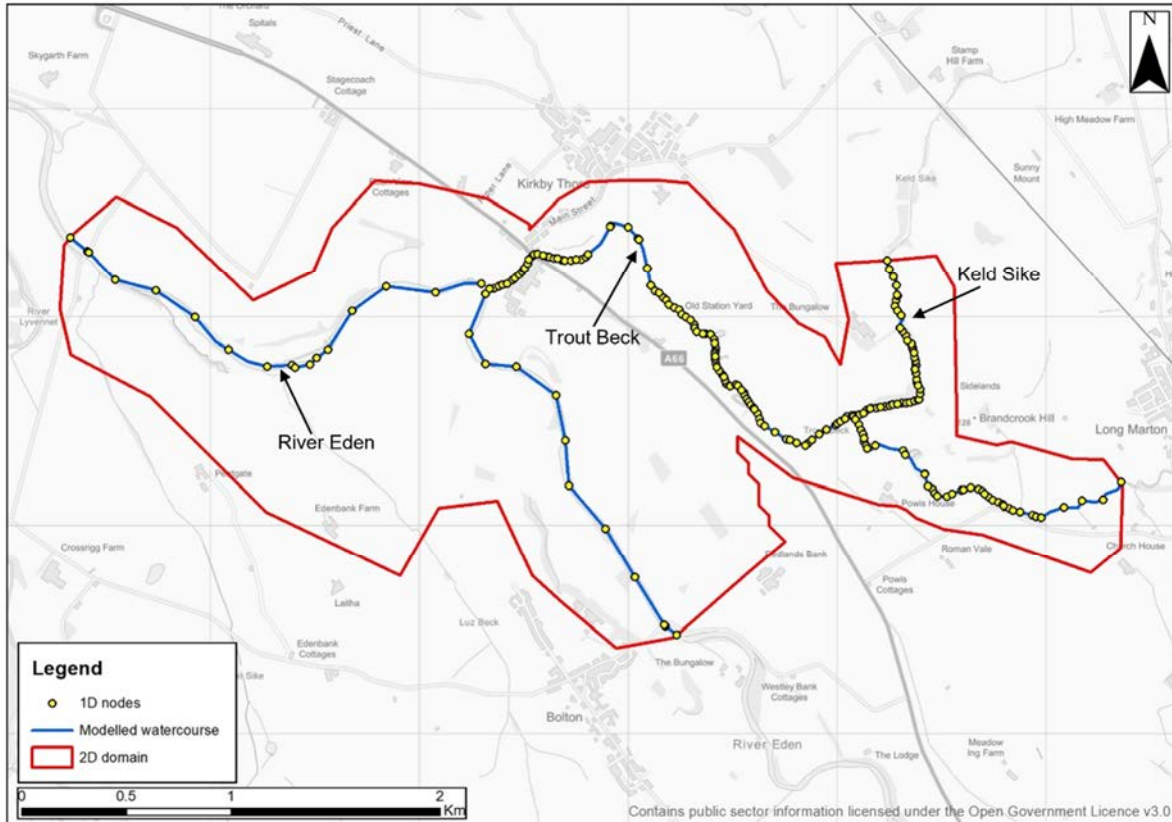 The Orchard
Spitals
Priest Lane
Skygarth Farm
Stagecoach
Cottage
N
Stamp
Hill Farm
High Meadow Farm
Sunny
Mount
Keld Sike
Kirkby Thore
Cottages
Main Street
Keld Sike
River
Lyvennet
Old Station Yard
The Bungalow
Trout Beck
A66
River Eden
Sidelands
Brandcrook Hill
128
Long Marton
Edenbank Farm
Powis House
Crossrigg Farm
Roman Vale
Church House
Redlands Bank
Powis
Cottages
Laitha
Luz Beck
Edenbank
Cottages
Sike
The Bungalow
Westley Bank
Cottages
Bolton
River Eden
The Lodge
Meadow
Ing Farm
Legend
1D nodes
Modelled watercourse
2D domain
0 0.5 1 2
Km
Contains public sector information licensed under the Open Government Licence v3.0